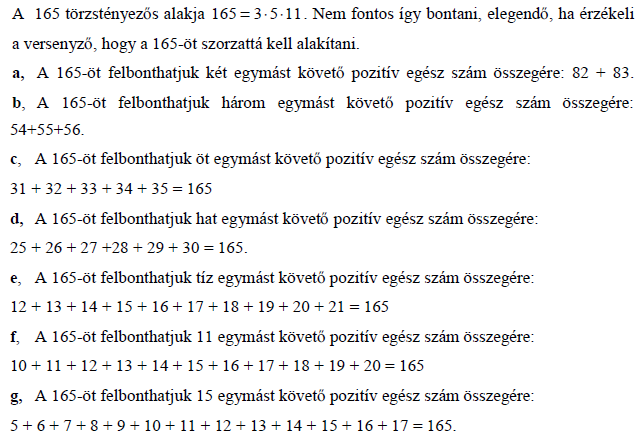 A 165 törzstényezős alakja 165 = 3·5·11. Nem fontos így bontani, elegendő, ha érzékeli
a versenyző, hogy a 165-öt szorzattá kell alakítani.
a, A 165-öt felbonthatjuk két egymást követő pozitív egész szám összegére: 82 + 83.
b, A 165-öt felbonthatjuk három egymást követő pozitív egész szám összegére:
54+55+56.
c, A 165-öt felbonthatjuk öt egymást követő pozitív egész szám összegére:
31 + 32 + 33 + 34 + 35 = 165
d, A 165-öt felbonthatjuk hat egymást követő pozitív egész szám összegére:
25 + 26 + 27 +28 + 29 + 30 = 165.
e, A 165-öt felbonthatjuk tíz egymást követő pozitív egész szám összegére:
12 + 13 + 14 + 15 + 16 + 17 + 18 + 19 + 20 + 21 = 165
f, A 165-öt felbonthatjuk 11 egymást követő pozitív egész szám összegére:
10 + 11 + 12 + 13 + 14 + 15 + 16 + 17 + 18 + 19 + 20 = 165
g, A 165-öt felbonthatjuk 15 egymást követő pozitív egész szám összegére:
5 + 6 + 7 + 8 + 9 + 10 + 11 + 12 + 13 + 14 + 15 + 16 + 17 = 165.